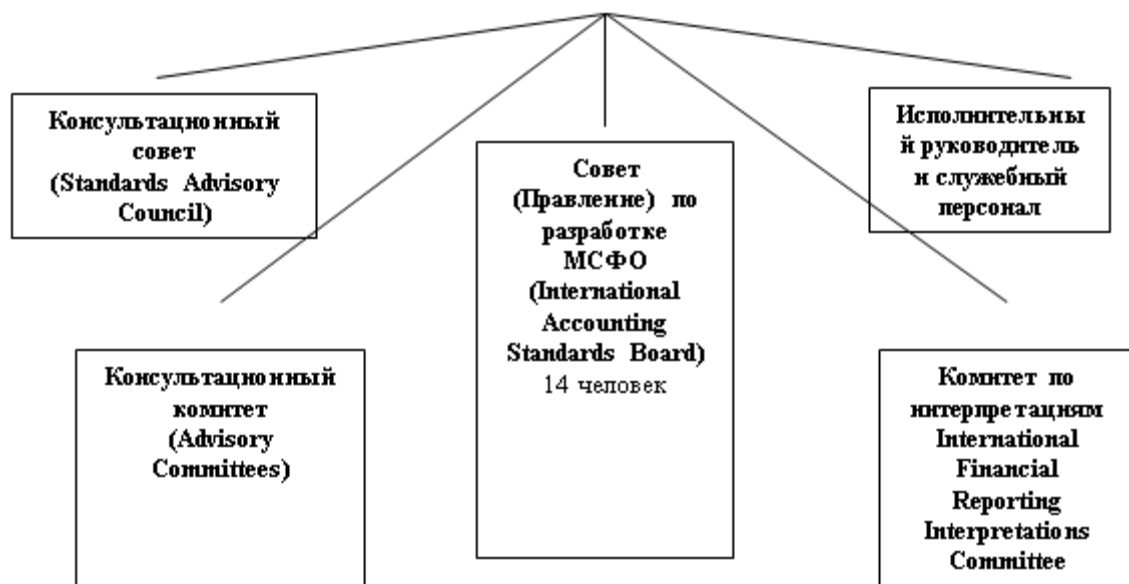 Консультационный
совет
(Standards Advisory
Council)
Совет
(Правление) по
разработке
МСФО
(International
Accounting
Standards Board)
14 человек
Исполнительны
й руководитель
и служебный
персонал
Консультационный
комитет
(Advisory
Committees)
Комитет по
интерпретациям
International
Financial
Reporting
Interpretations
Committee